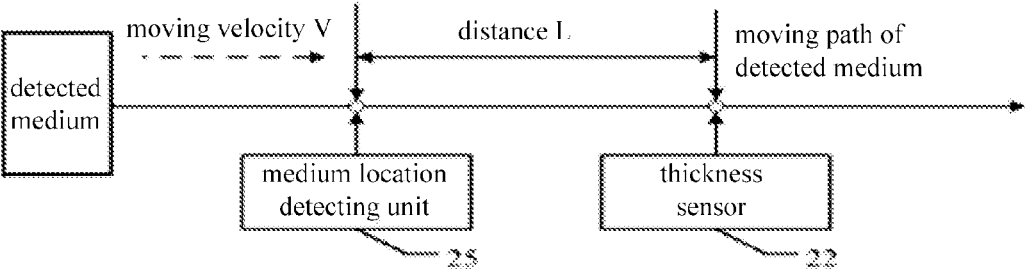 moving velocity V
distance L
moving path of
detected medium
detected
medium
medium location
detecting unit
thickness
sensor
25
22